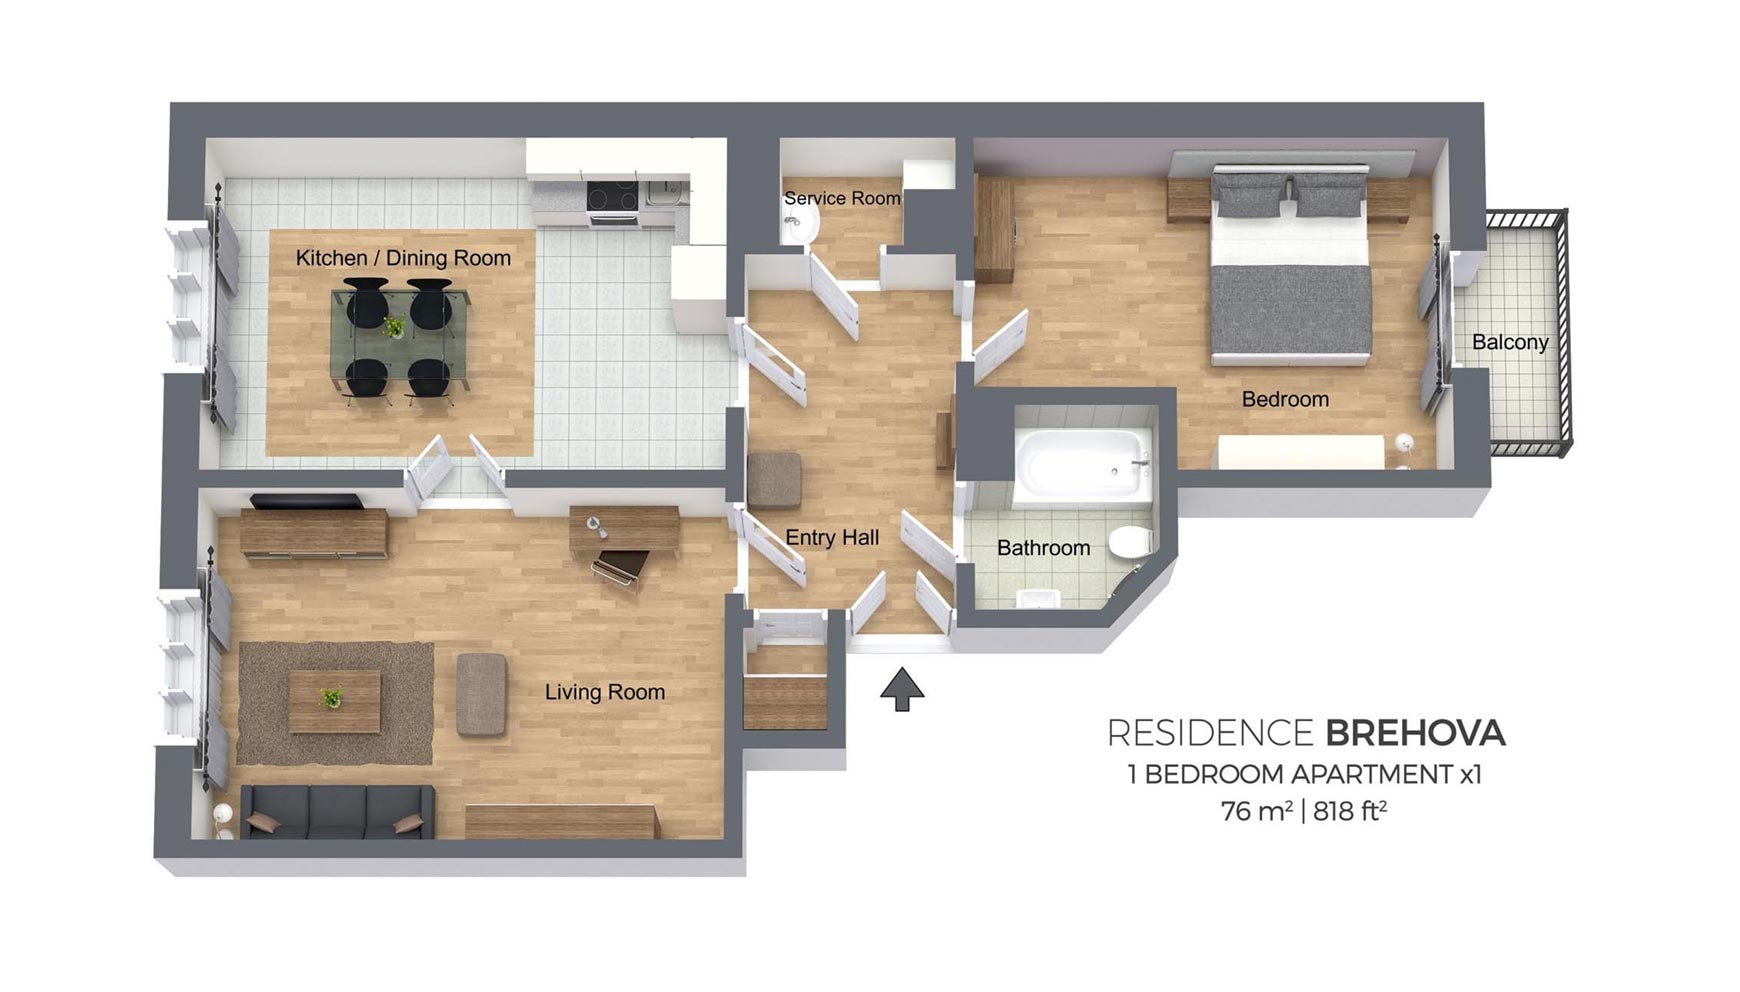 Service Room
Kitchen / Dining Room
Balcony
Bedroom
Entry Hall
Bathroom
Living Room
RESIDENCE BREHOVA
1 BEDROOM APARTMENT x1
76 m² | 818 ft²